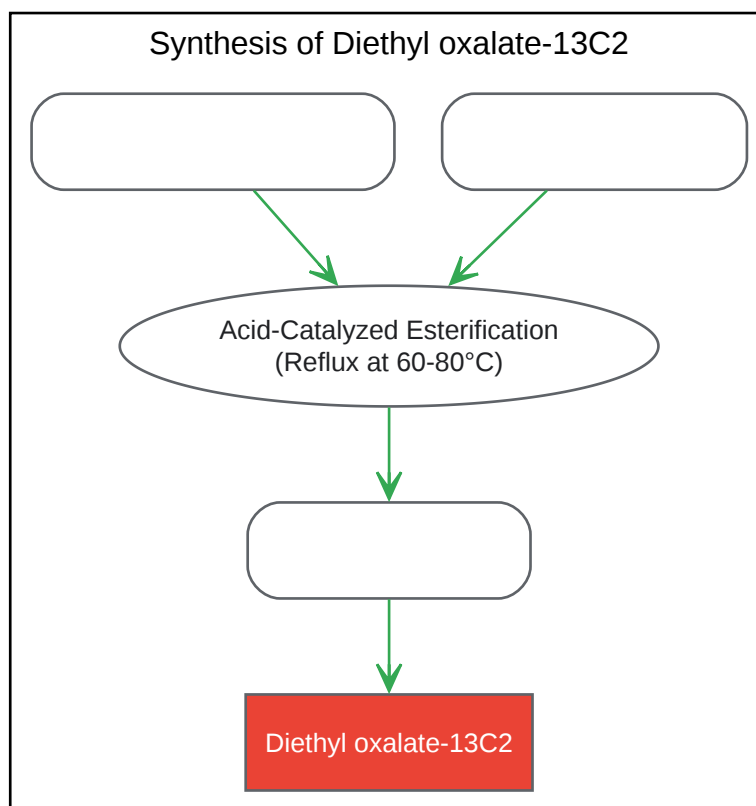 Synthesis of Diethyl oxalate-13C2
Acid-Catalyzed Esterification
(Reflux at 60-80°C)
Diethyl oxalate-13C2